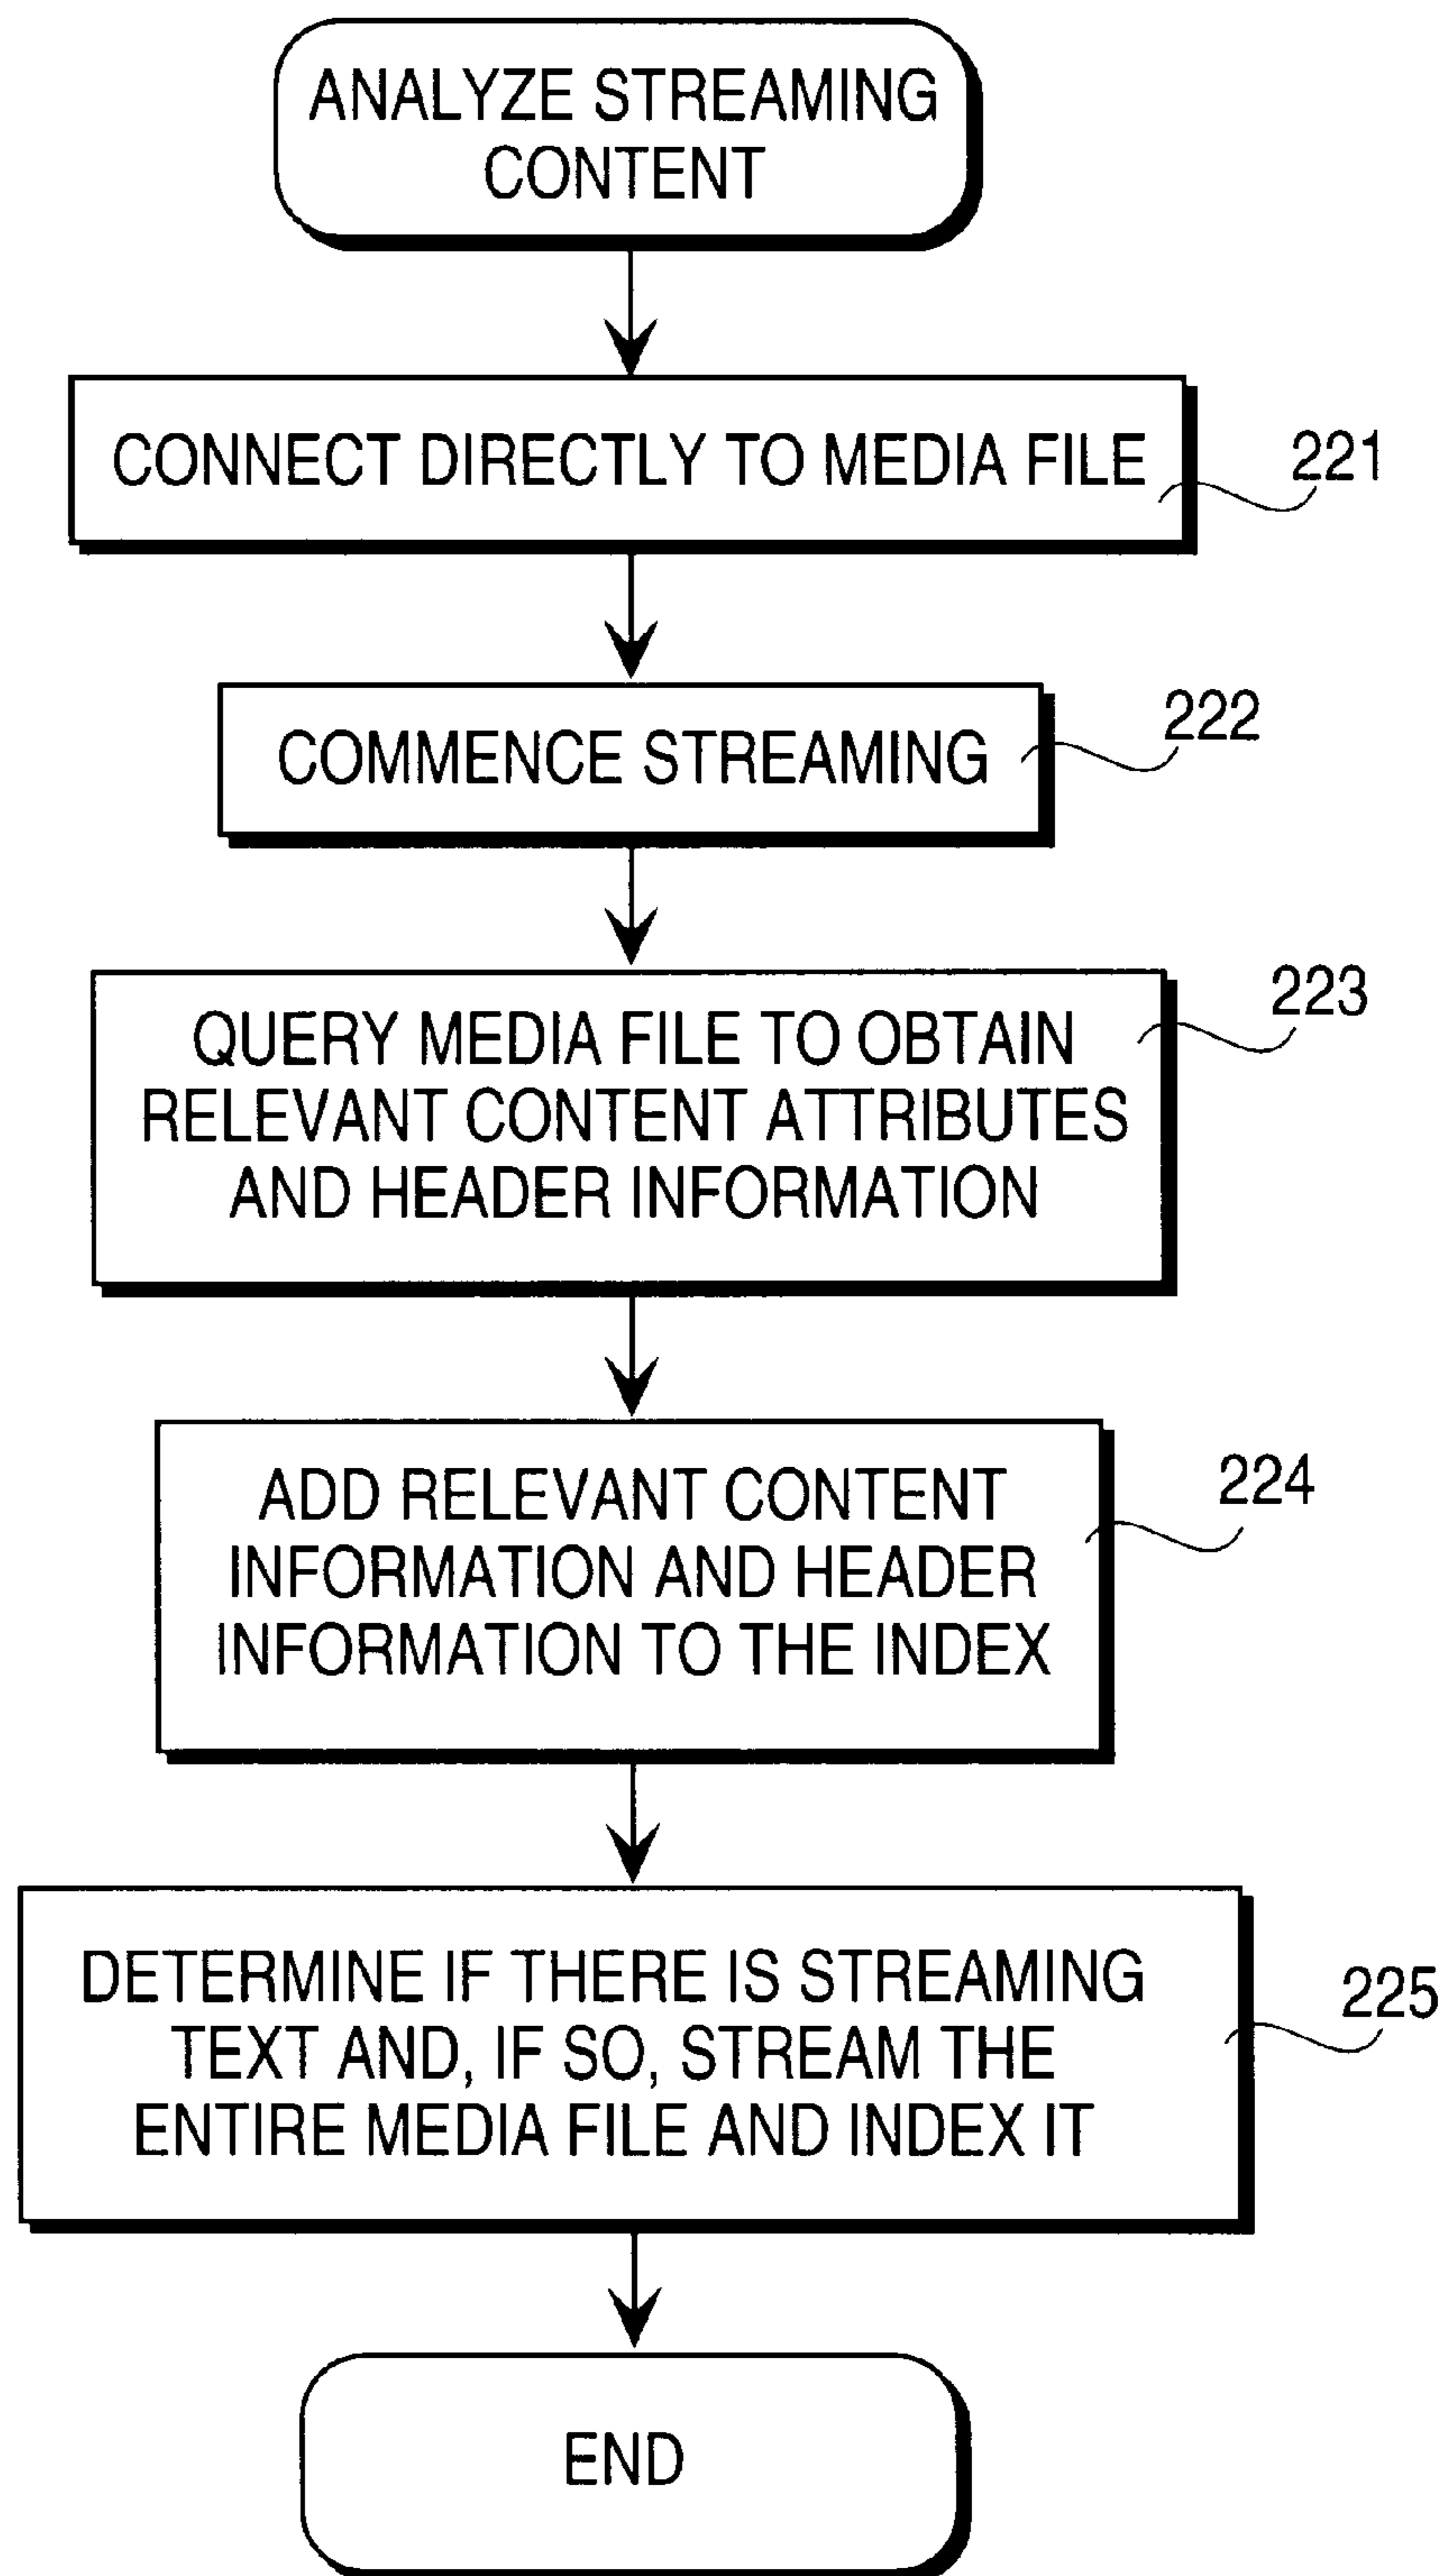 ANALYZE STREAMING
CONTENT
CONNECT DIRECTLY TO MEDIA FILE
221
COMMENCE STREAMING
222
QUERY MEDIA FILE TO OBTAIN
RELEVANT CONTENT ATTRIBUTES
AND HEADER INFORMATION
223
ADD RELEVANT CONTENT
INFORMATION AND HEADER
INFORMATION TO THE INDEX
224
DETERMINE IF THERE IS STREAMING
TEXT AND, IF SO, STREAM THE
ENTIRE MEDIA FILE AND INDEX IT
225
END